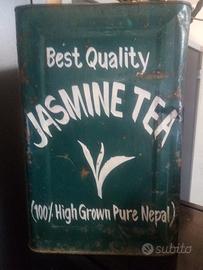 Best Quality
JASMINE TEA
(100% High Grown Pure Nepal)
subito